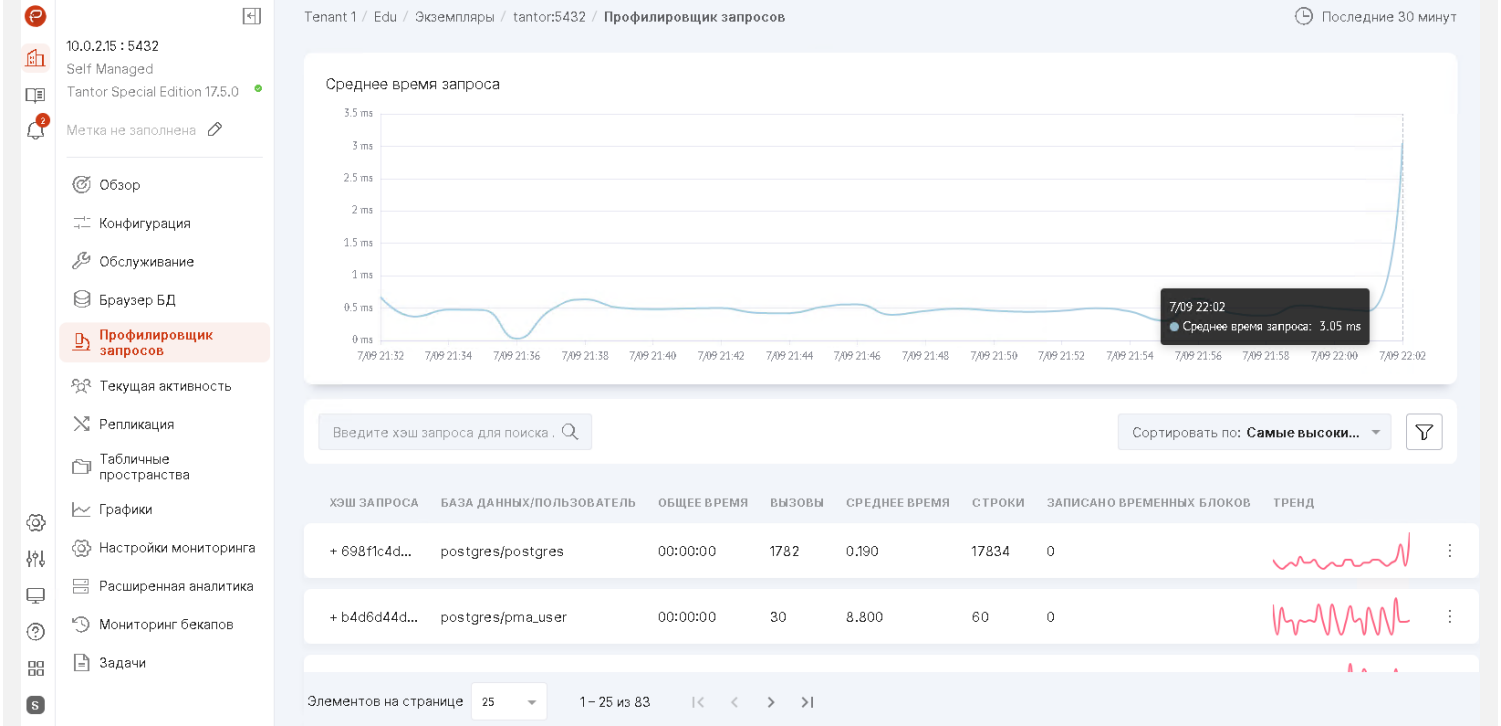 Tenant 1 / Edu / Экземпляры / tantor:5432 / Профилировщик запросов
Последние 30 минут
10.0.2.15 : 5432
Self Managed
Tantor Special Edition 17.5.0
2
Метка не заполнена
Обзор
Конфигурация
Обслуживание
Браузер БД
Профилировщик
запросов
Текущая активность
Репликация
Табличные
пространства
Графики
Настройки мониторинга
Расширенная аналитика
Мониторинг бекапов
Задачи
S
Среднее время запроса
3.5 ms
3 ms
2.5 ms
2 ms
1.5 ms
1 ms
0.5 ms
0 ms
7/09 22:02
Среднее время запроса: 3.05 ms
7/09 21:32 7/09 21:34 7/09 21:36 7/09 21:38 7/09 21:40 7/09 21:42 7/09 21:44 7/09 21:46 7/09 21:48 7/09 21:50 7/09 21:52 7/09 21:54 7/09 21:56 7/09 21:58 7/09 22:00 7/09 22:02
Введите хэш запроса для поиска .
Сортировать по: Самые высоки...
ХЭШ ЗАПРОСА БАЗА ДАННЫХ/ПОЛЬЗОВАТЕЛЬ ОБЩЕЕ ВРЕМЯ ВЫЗОВЫ СРЕДНЕЕ ВРЕМЯ СТРОКИ ЗАПИСАНО ВРЕМЕННЫХ БЛОКОВ ТРЕНД
+ 698f1c4d... postgres/postgres 00:00:00 1782 0.190 17834 0
+ b4d6d44d... postgres/pma_user 00:00:00 30 8.800 60 0
Элементов на странице 25 1 – 25 из 83